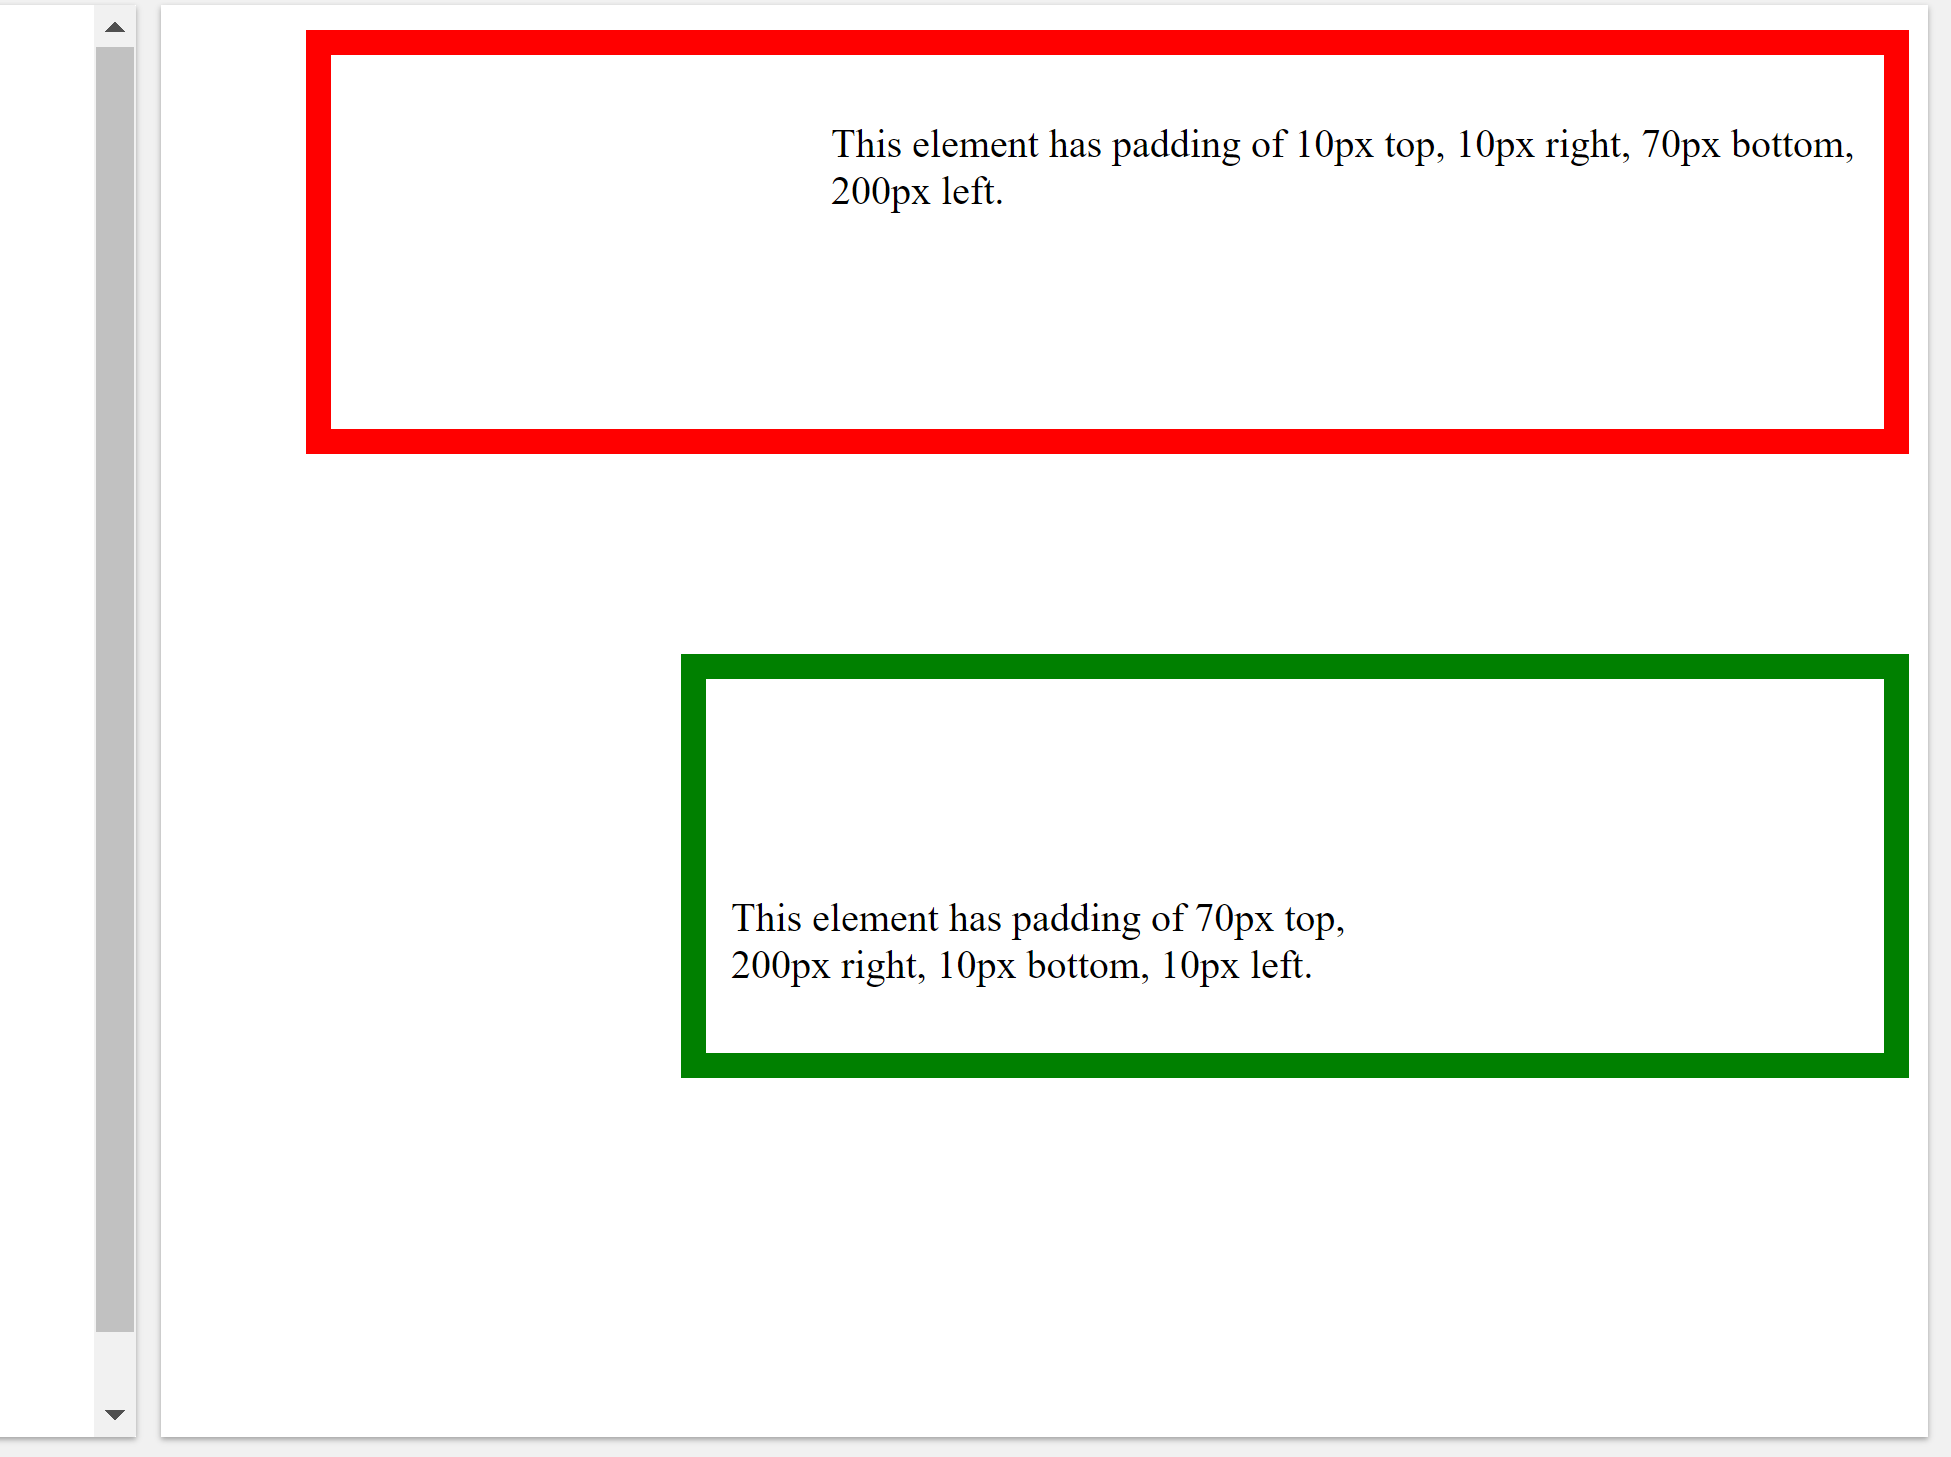 This element has padding of 10px top, 10px right, 70px bottom,
200px left.
This element has padding of 70px top,
200px right, 10px bottom, 10px left.